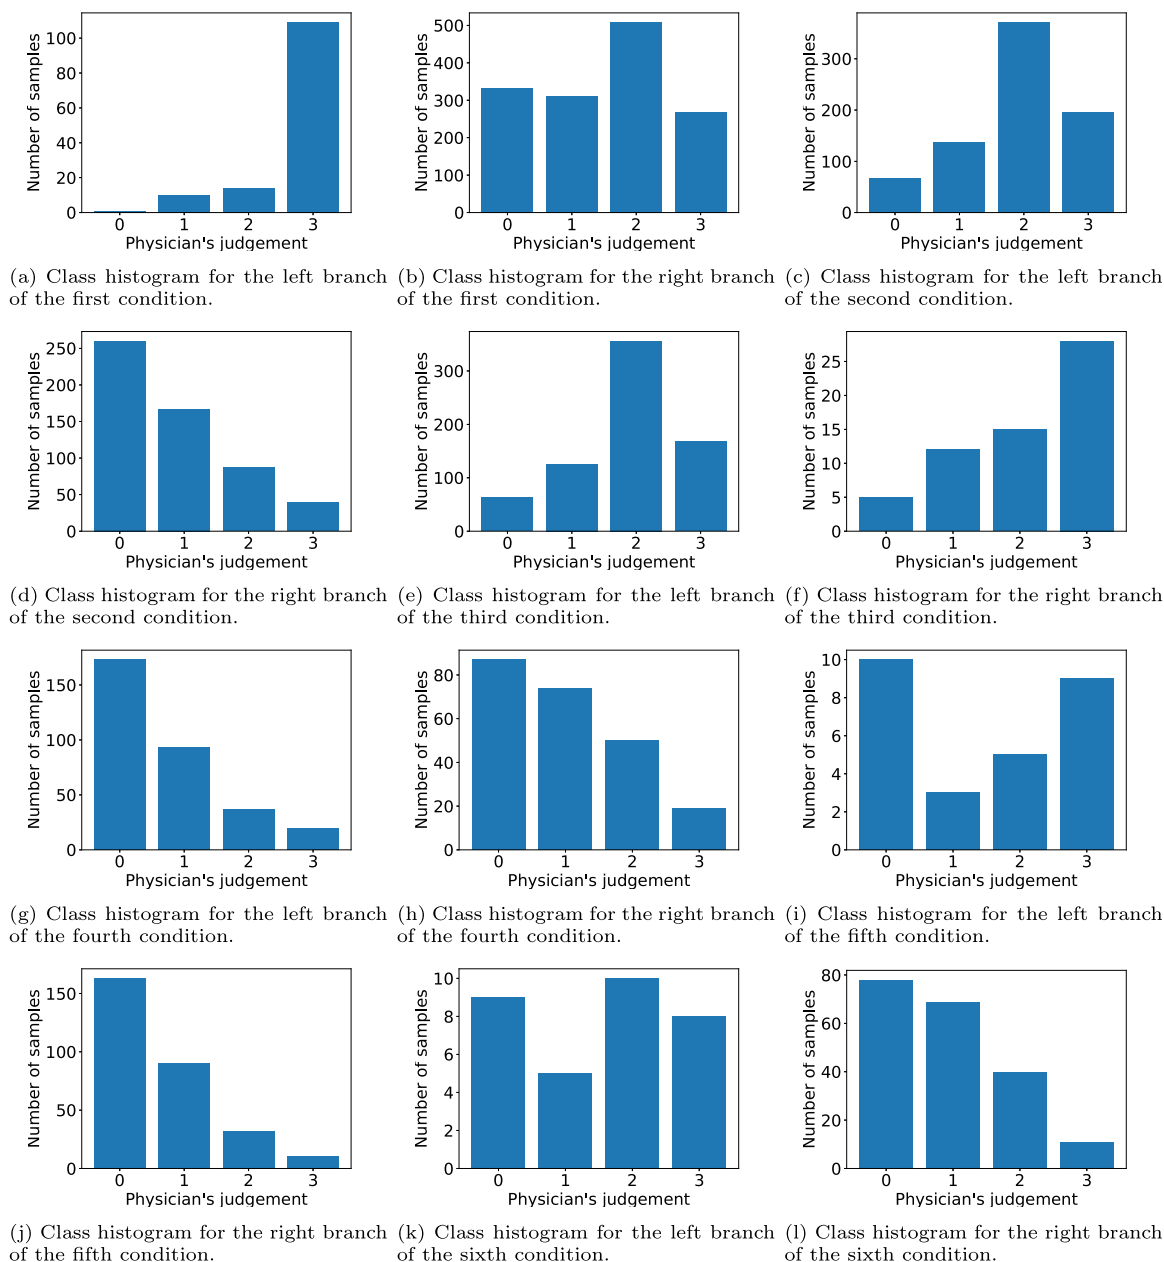 Number of samples
100
80
60
40
20
0
0 1 2 3
Physician's judgement
(a) Class histogram for the left branch
of the first condition.
Number of samples
500
400
300
200
100
0
0 1 2 3
Physician's judgement
(b) Class histogram for the right branch
of the first condition.
Number of samples
300
200
100
0
0 1 2 3
Physician's judgement
(c) Class histogram for the left branch
of the second condition.
Number of samples
250
200
150
100
50
0
0 1 2 3
Physician's judgement
(d) Class histogram for the right branch
of the second condition.
Number of samples
300
200
100
0
0 1 2 3
Physician's judgement
(e) Class histogram for the left branch
of the third condition.
Number of samples
25
20
15
10
5
0
0 1 2 3
Physician's judgement
(f) Class histogram for the right branch
of the third condition.
Number of samples
150
100
50
0
0 1 2 3
Physician's judgement
(g) Class histogram for the left branch
of the fourth condition.
Number of samples
80
60
40
20
0
0 1 2 3
Physician's judgement
(h) Class histogram for the right branch
of the fourth condition.
Number of samples
10
8
6
4
2
0
0 1 2 3
Physician's judgement
(i) Class histogram for the left branch
of the fifth condition.
Number of samples
150
100
50
0
0 1 2 3
Physician's judgement
(j) Class histogram for the right branch
of the fifth condition.
Number of samples
10
8
6
4
2
0
0 1 2 3
Physician's judgement
(k) Class histogram for the left branch
of the sixth condition.
Number of samples
80
60
40
20
0
0 1 2 3
Physician's judgement
(l) Class histogram for the right branch
of the sixth condition.